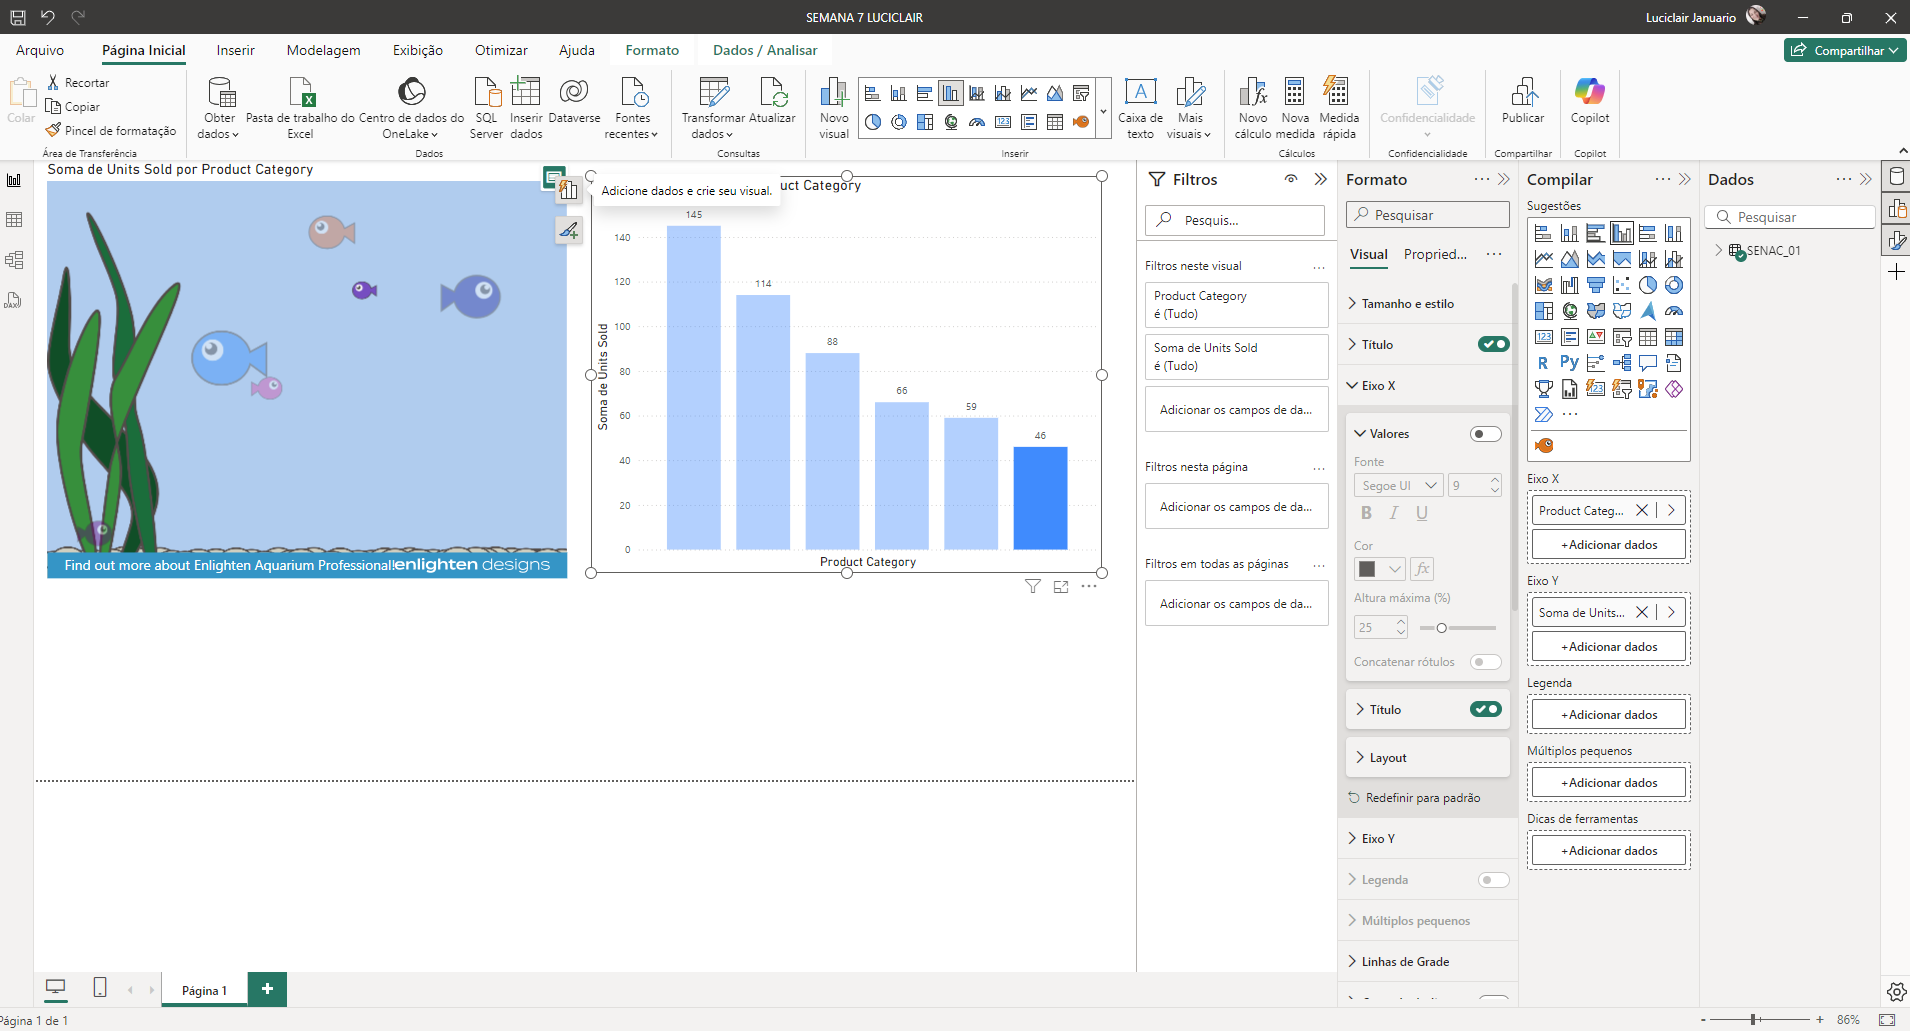 SEMANA 7 LUCICLAIR
Luciclair Januario
Arquivo
Página Inicial
Inserir
Modelagem
Exibição
Otimizar
Ajuda
Formato
Dados / Analisar
Compartilhar
Colar
Recortar
Copiar
Pincel de formatação
Área de Transferência
Obter
dados
Pasta de trabalho do
Excel
Centro de dados do
OneLake
SQL
Server
Inserir
dados
Dataverse
Fontes
recentes
Dados
Transformar
dados
Atualizar
Consultas
Novo
visual
Caixa de
texto
Mais
visuais
Inserir
Novo
cálculo
Nova
medida
Medida
rápida
Cálculos
Confidencialidade
Confidencialidade
Publicar
Compartilhar
Copilot
Copilot
DAX
Soma de Units Sold por Product Category
Find out more about Enlighten Aquarium Professional!
enlighten designs
Adicione dados e crie seu visual.
uct Category
Soma de Units Sold
140
120
100
80
60
40
20
0
145
114
88
66
59
46
Product Category
Filtros
Pesquis...
Filtros neste visual
...
Product Category
é (Tudo)
Soma de Units Sold
é (Tudo)
Adicionar os campos de da...
Filtros nesta página
...
Adicionar os campos de da...
Filtros em todas as páginas
...
Adicionar os campos de da...
Formato
Pesquisar
Visual
Propried...
Tamanho e estilo
Título
Eixo X
Valores
Fonte
Segoe UI
9
B I U
Cor
fx
Altura máxima (%)
25
Concatenar rótulos
Título
Layout
Redefinir para padrão
Eixo Y
Legenda
Múltiplos pequenos
Linhas de Grade
Compilar
Sugestões
123
R
Py
123
Eixo X
Product Categ...
+Adicionar dados
Eixo Y
Soma de Units...
+Adicionar dados
Legenda
+Adicionar dados
Múltiplos pequenos
+Adicionar dados
Dicas de ferramentas
+Adicionar dados
Dados
Pesquisar
SENAC_01
Página 1
Página 1 de 1
- + 86%